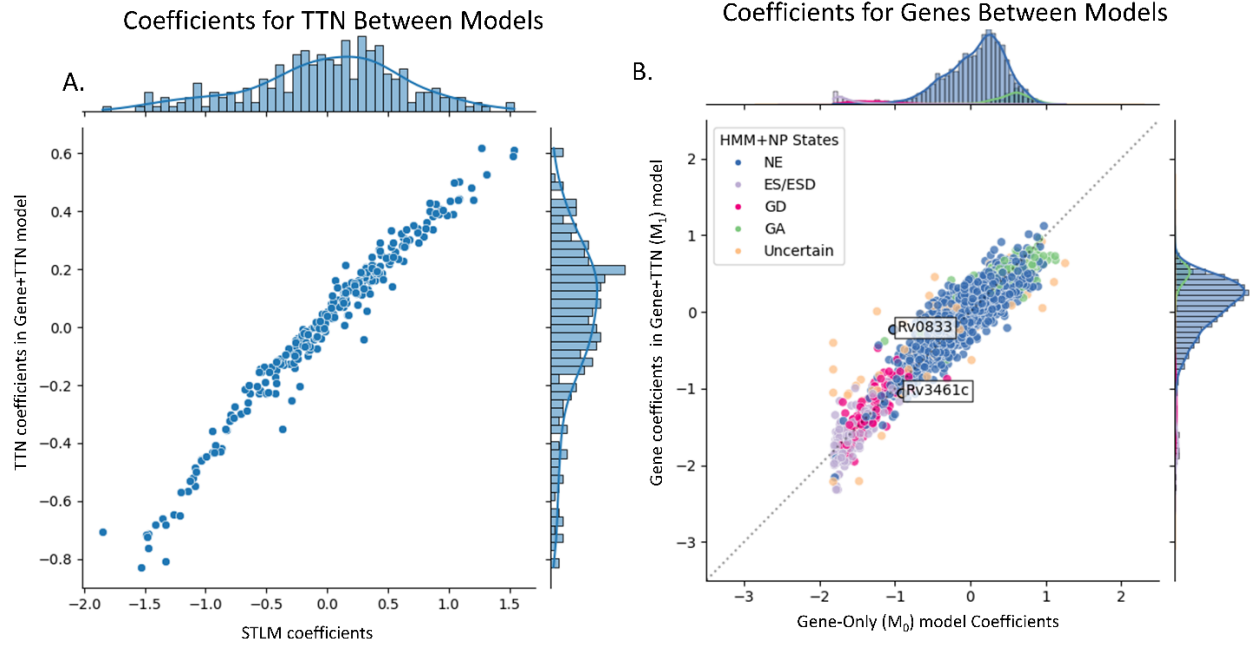 Coefficients for TTN Between Models
A.
TTN coefficients in Gene+TTN model
0.6
0.4
0.2
0.0
−0.2
−0.4
−0.6
−0.8
−2.0 −1.5 −1.0 −0.5 0.0 0.5 1.0 1.5
STLM coefficients
Coefficients for Genes Between Models
B.
Gene coefficients in Gene+TTN (M1) model
HMM+NP States
NE
ES/ESD
GD
GA
Uncertain
2
1
0
−1
−2
−3
Rv0833
Rv3461c
−3 −2 −1 0 1 2
Gene-Only (M0) model Coefficients